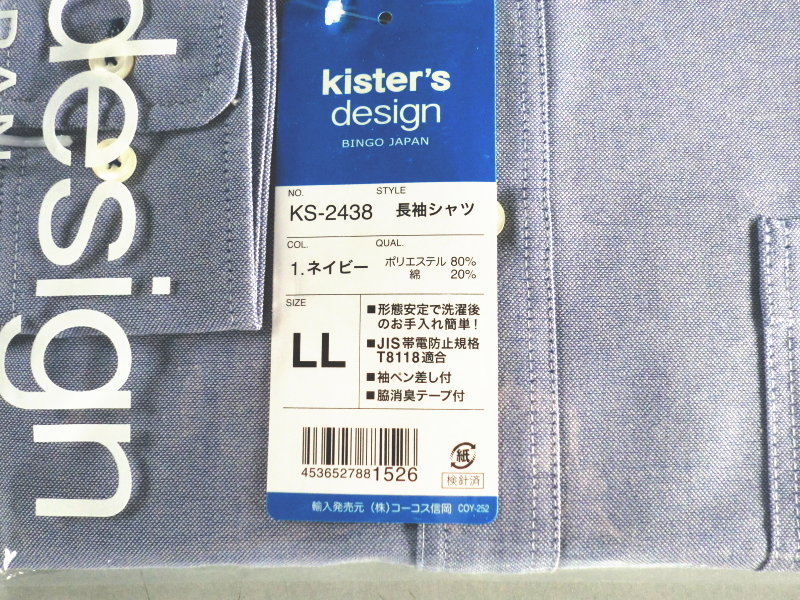 design
kister's
design
BINGO JAPAN
NO.
STYLE
KS-2438
長袖シャツ
COL.
QUAL.
1.ネイビー
ポリエステル 80%
綿 20%
SIZE
LL
■形態安定で洗濯後
のお手入れ簡単!
■JIS帯電防止規格
T8118適合
■袖ペン差し付
■脇消臭テープ付
4536527881526
紙
検針済
輸入発売元 (株)コーコス信岡 COY-252